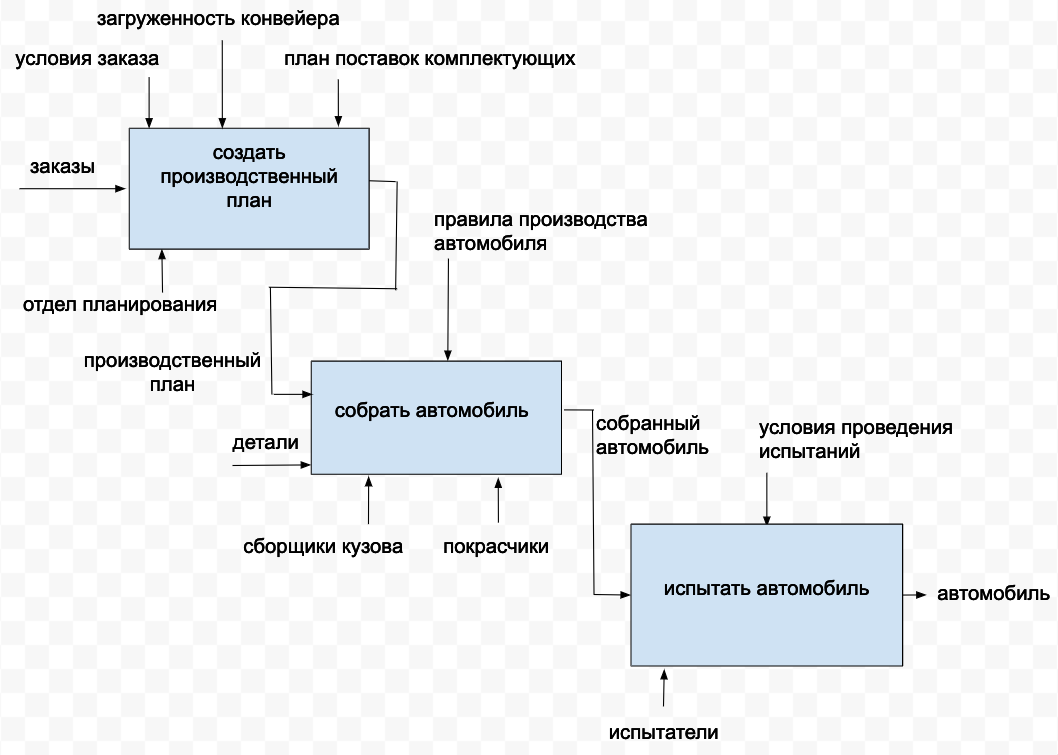 загруженность конвейера
условия заказа
план поставок комплектующих
создать
производственный
план
заказы
отдел планирования
правила производства
автомобиля
производственный
план
собрать автомобиль
детали
сборщики кузова
покрасчики
собранный
автомобиль
условия проведения
испытаний
испытать автомобиль
автомобиль
испытатели